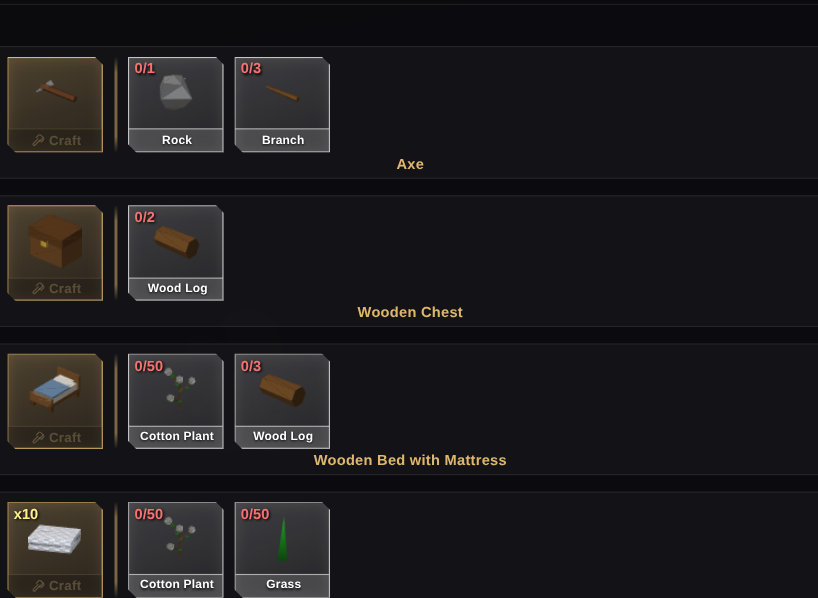 0/1
0/3
Craft
Rock
Branch
Axe
0/2
Craft
Wood Log
Wooden Chest
0/50
0/3
Craft
Cotton Plant
Wood Log
Wooden Bed with Mattress
x10
0/50
0/50
Craft
Cotton Plant
Grass